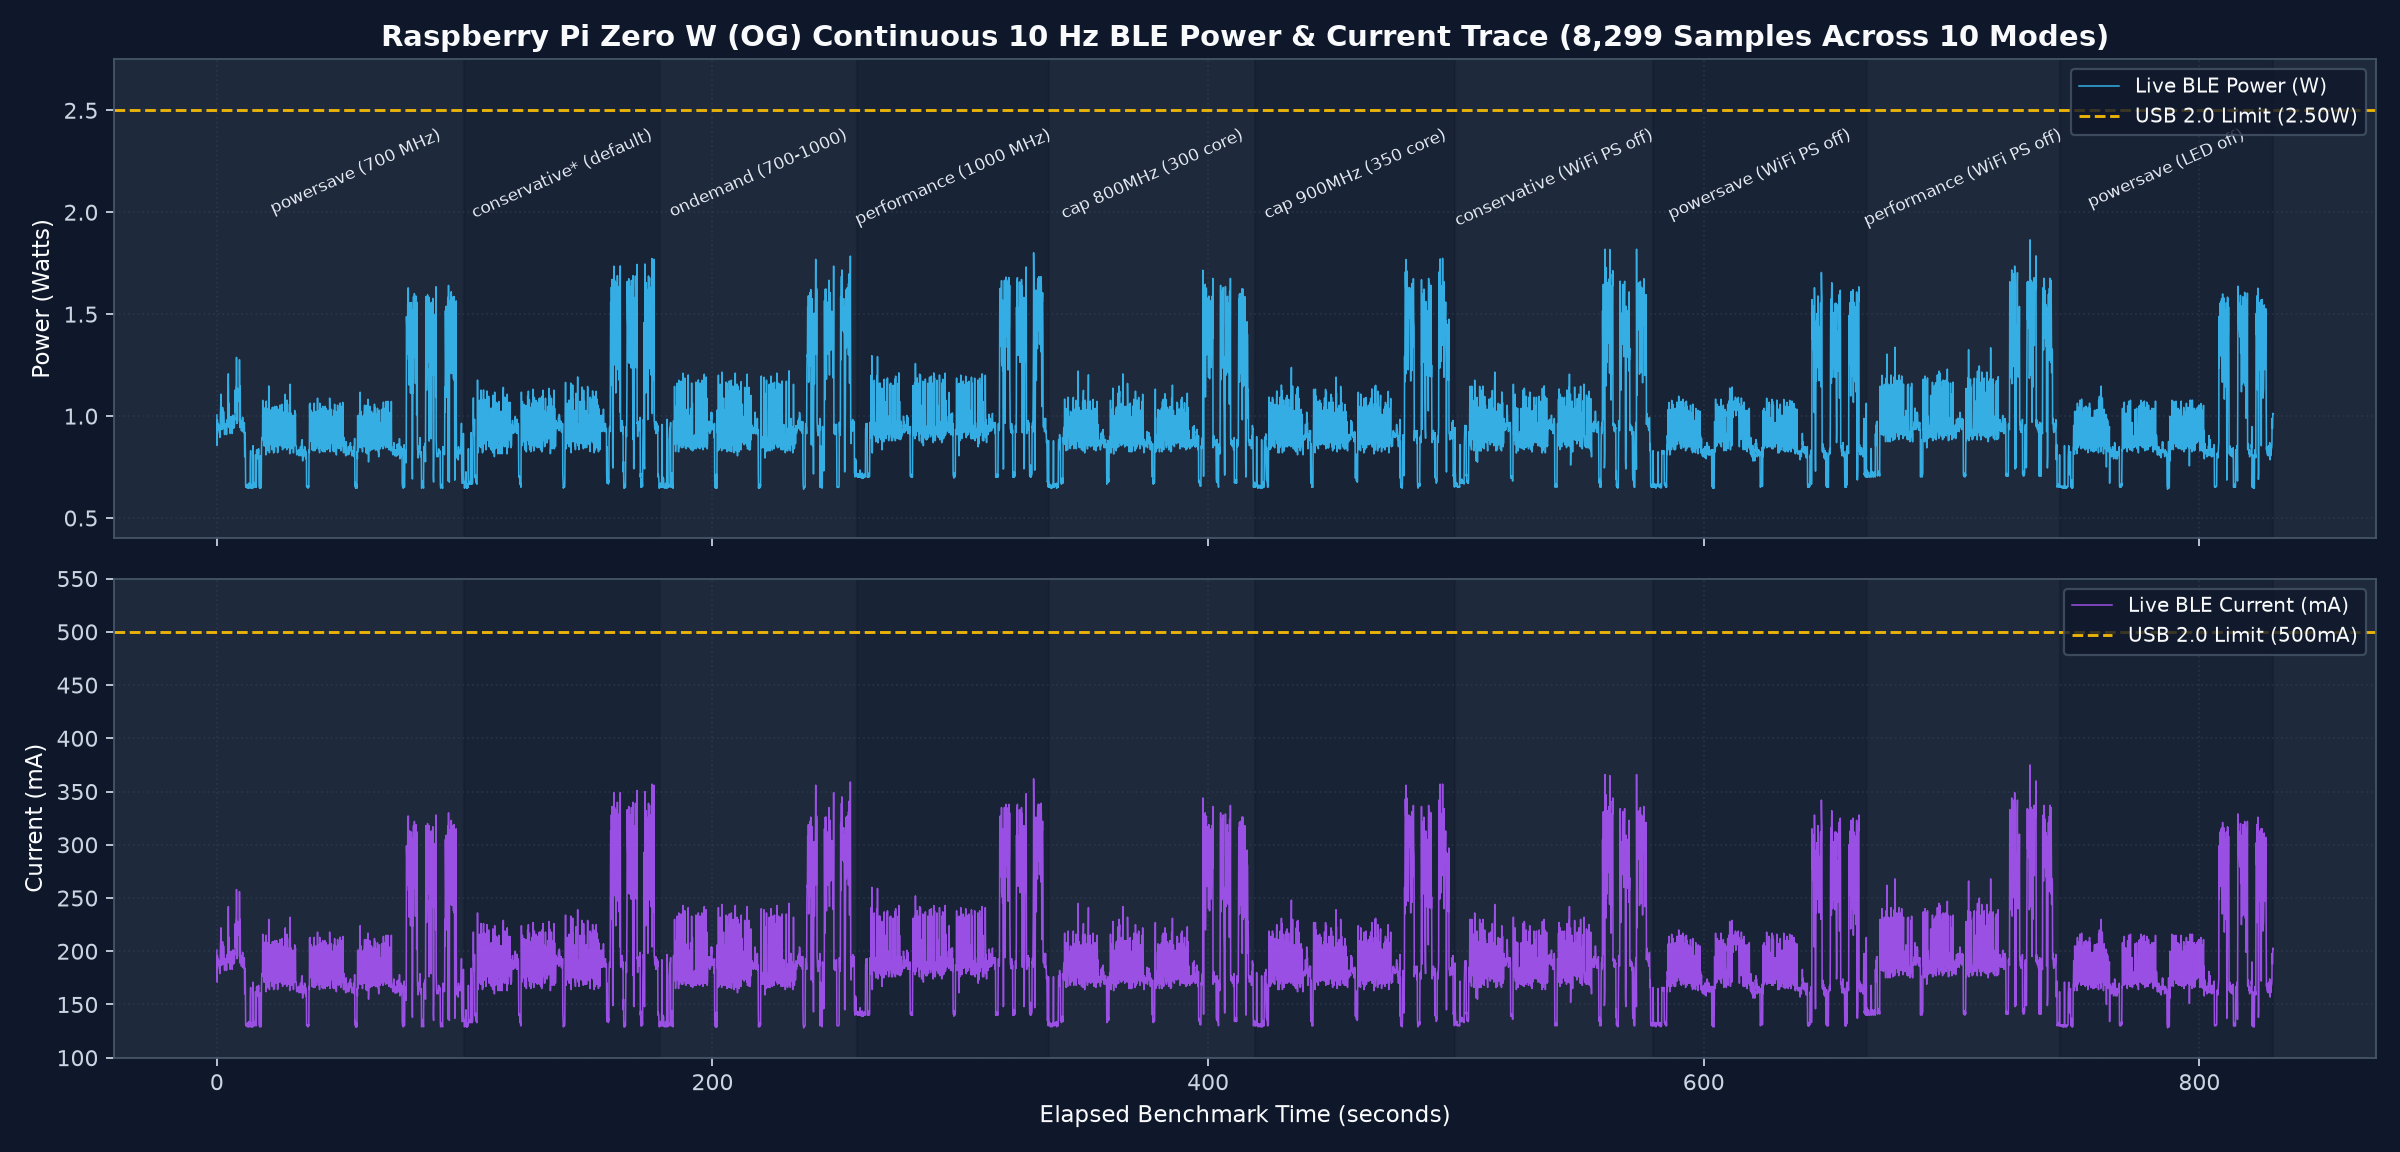 Raspberry Pi Zero W (OG) Continuous 10 Hz BLE Power & Current Trace (8,299 Samples Across 10 Modes)
Live BLE Power (W)
USB 2.0 Limit (2.50W)
powersave (700 MHz)
conservative* (default)
ondemand (700-1000)
performance (1000 MHz)
cap 800MHz (300 core)
cap 900MHz (350 core)
conservative (WiFi PS off)
powersave (WiFi PS off)
performance (WiFi PS off)
powersave (LED off)
Power (Watts)
2.5
2.0
1.5
1.0
0.5
Live BLE Current (mA)
USB 2.0 Limit (500mA)
Current (mA)
550
500
450
400
350
300
250
200
150
100
0
200
400
600
800
Elapsed Benchmark Time (seconds)